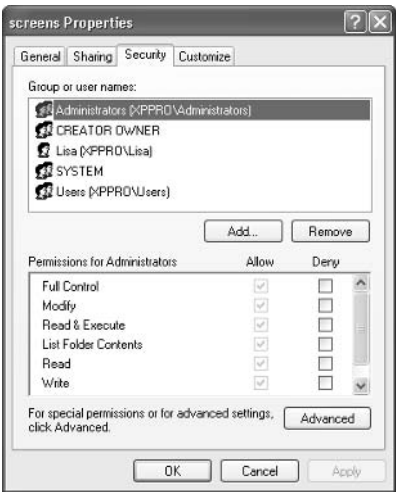 screens Properties
General Sharing Security Customize
Group or user names:
Administrators (XPPRO\Administrators)
CREATOR OWNER
Lisa (XPPRO\Lisa)
SYSTEM
Users (XPPRO\Users)
Add... Remove
Permissions for Administrators Allow Deny
Full Control
Modify
Read & Execute
List Folder Contents
Read
Write
For special permissions or for advanced settings,
click Advanced. Advanced
OK Cancel Apply